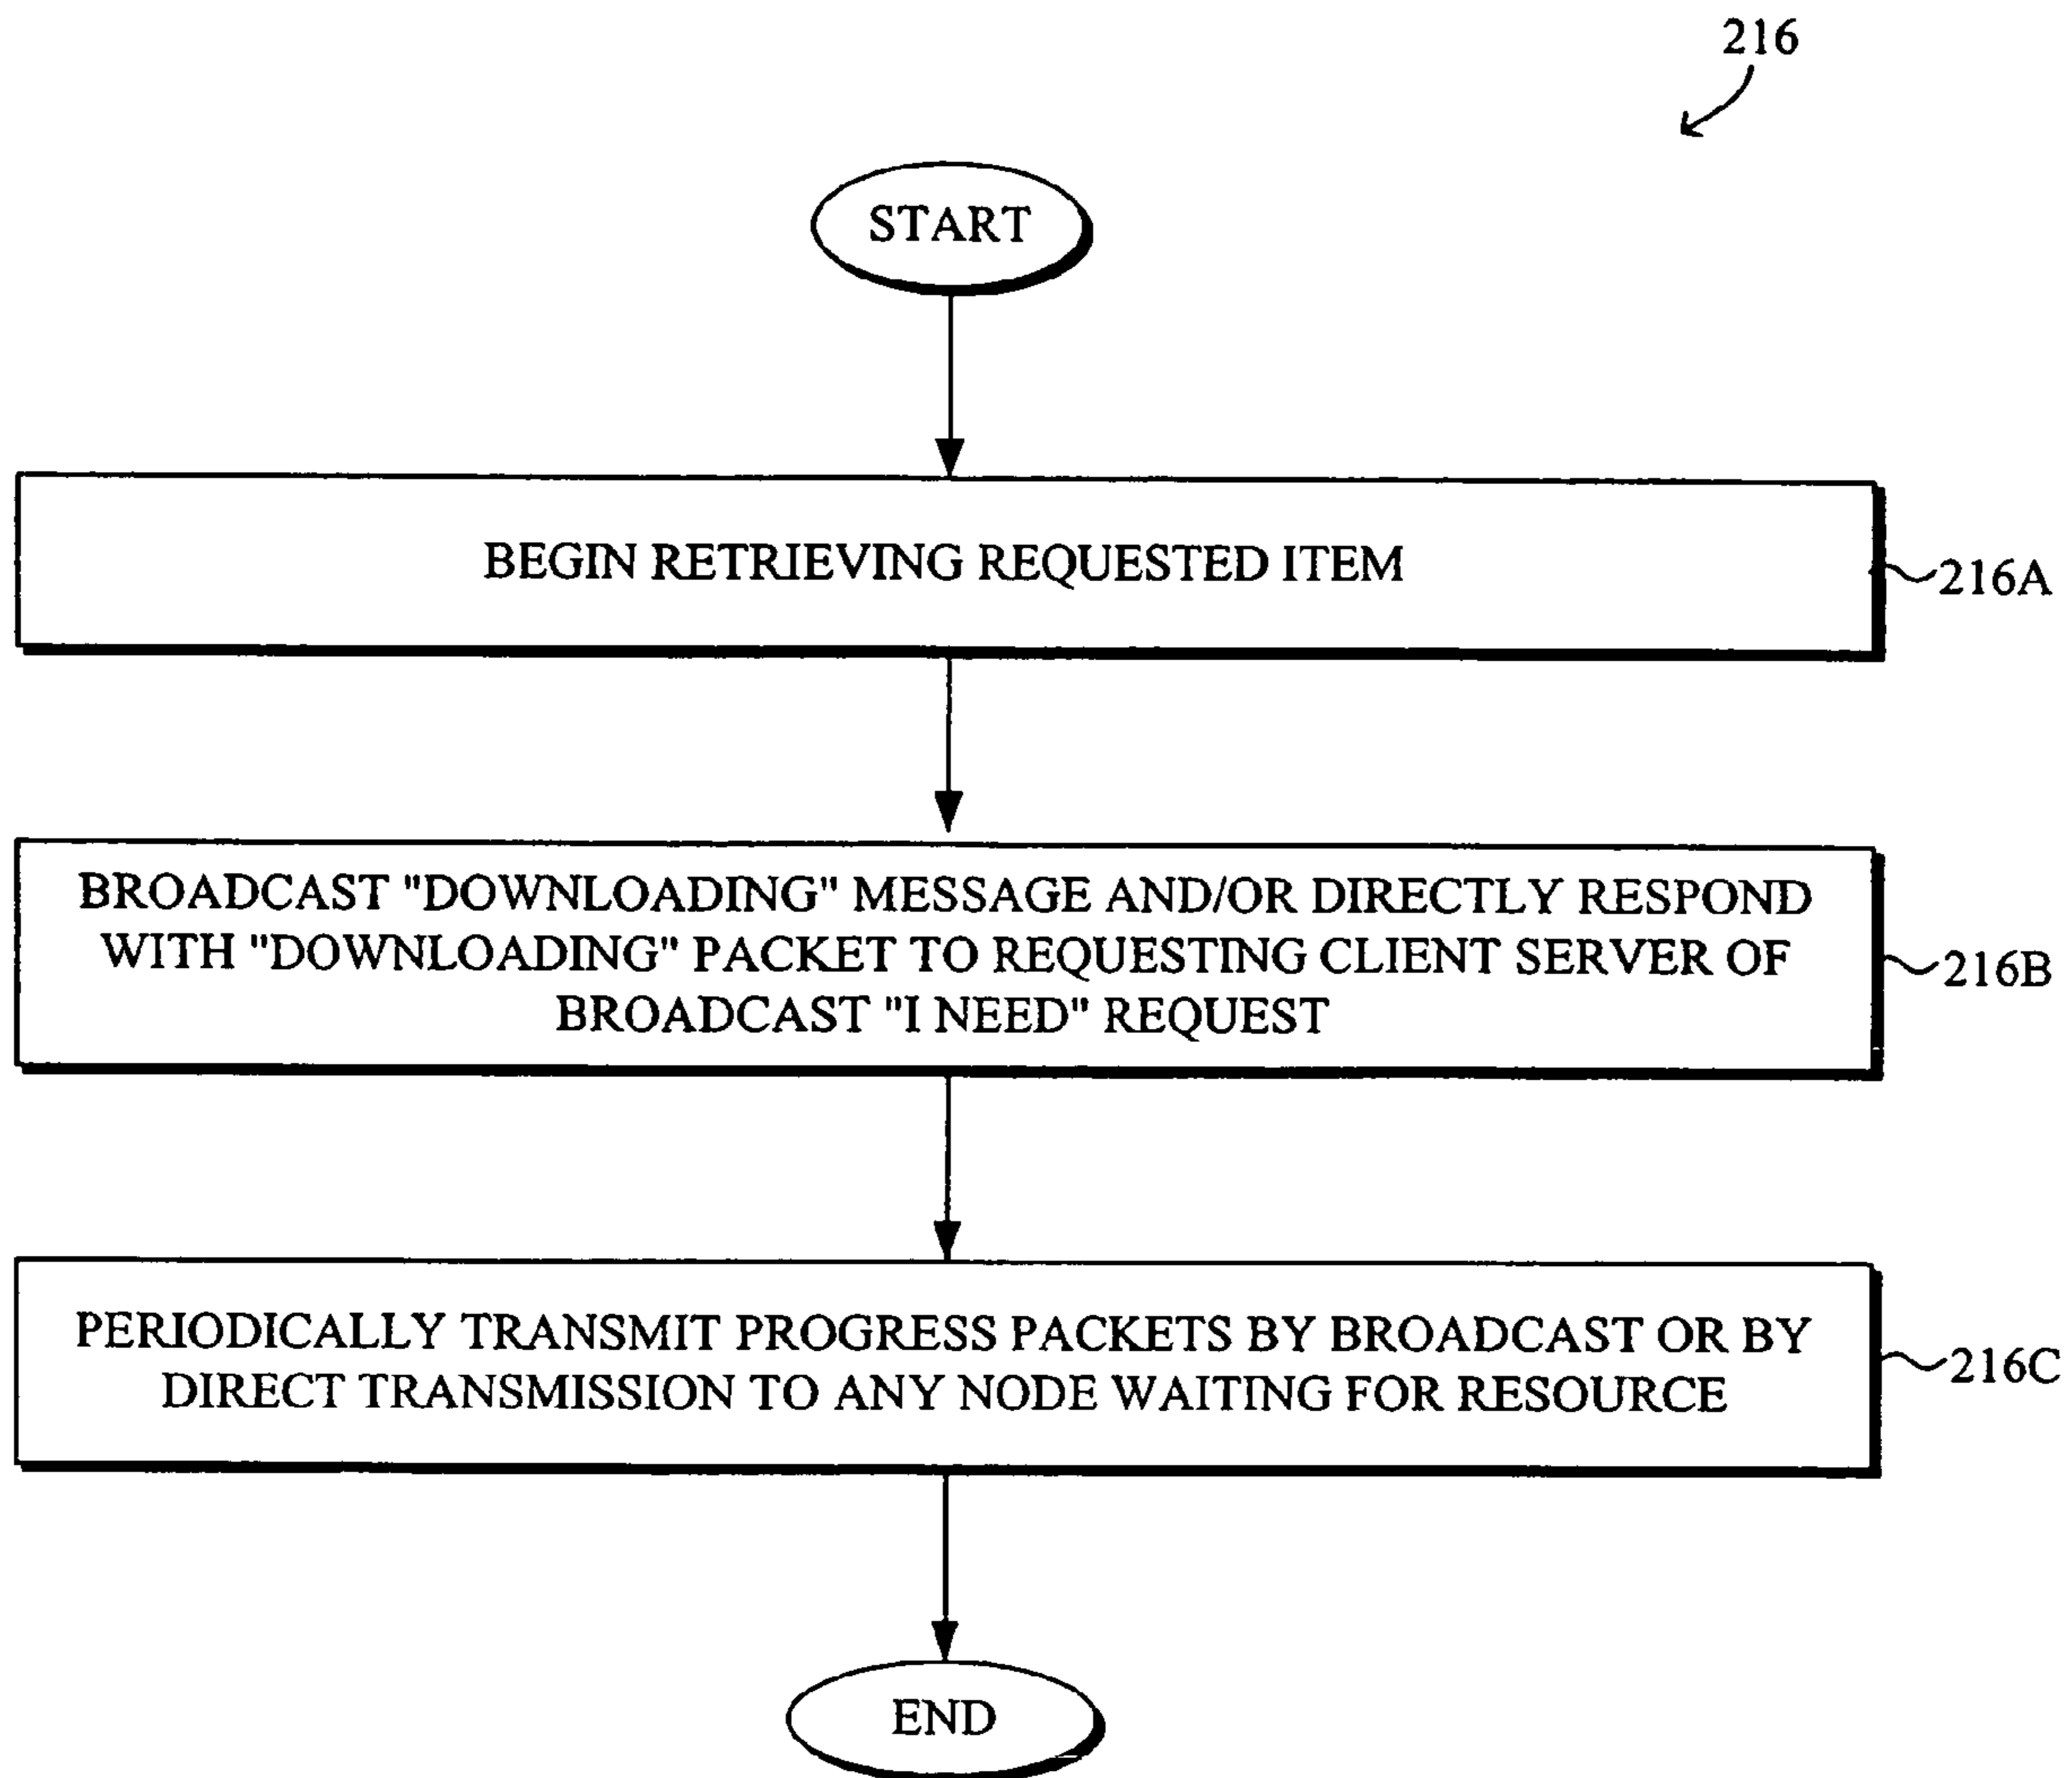 216
START
BEGIN RETRIEVING REQUESTED ITEM
216A
BROADCAST "DOWNLOADING" MESSAGE AND/OR DIRECTLY RESPOND
WITH "DOWNLOADING" PACKET TO REQUESTING CLIENT SERVER OF
BROADCAST "I NEED" REQUEST
216B
PERIODICALLY TRANSMIT PROGRESS PACKETS BY BROADCAST OR BY
DIRECT TRANSMISSION TO ANY NODE WAITING FOR RESOURCE
216C
END